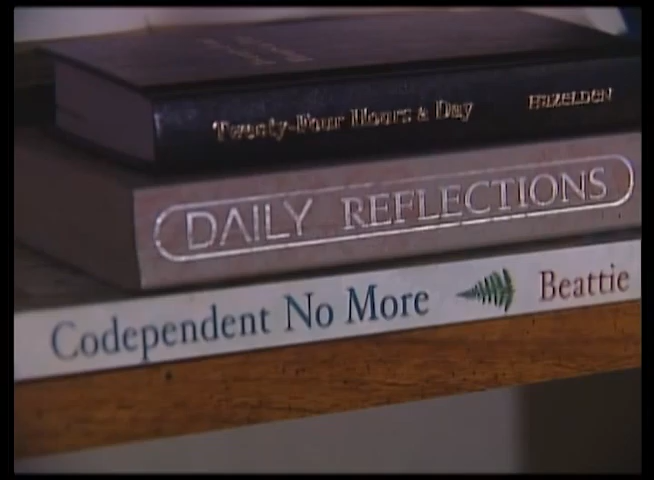 Twenty-Four Hours a Day HAZELDEN
DAILY REFLECTIONS
Codependent No More Beattie